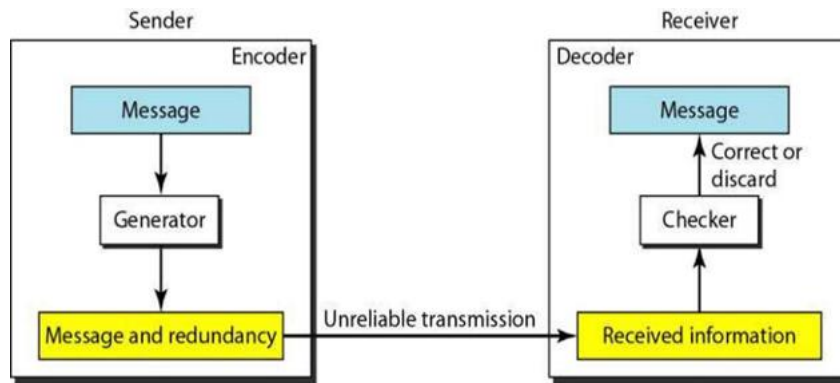 Sender
Encoder
Message
Generator
Message and redundancy
Unreliable transmission
Receiver
Decoder
Message
Correct or
discard
Checker
Received information